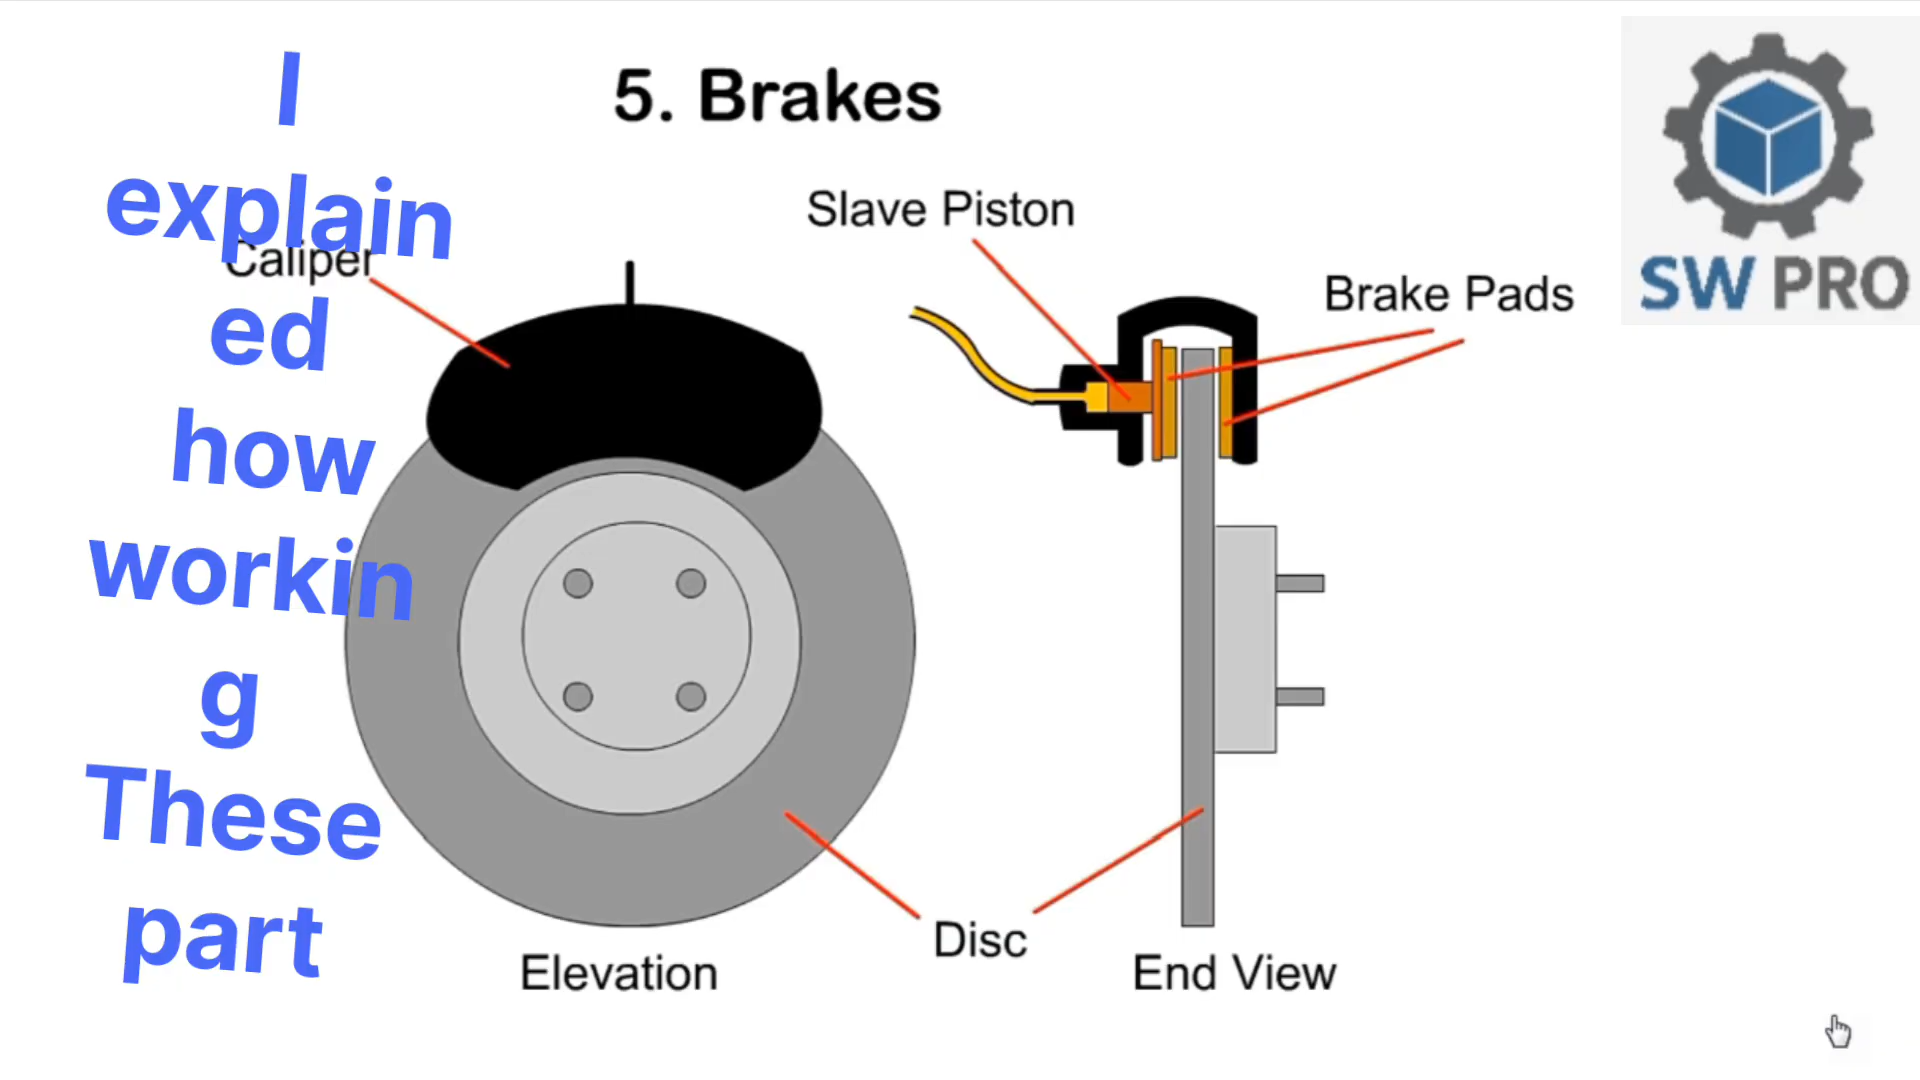 5. Brakes
I
explain
ed
how
workin
g
These
part
Caliper
Slave Piston
Brake Pads
SW PRO
Disc
Elevation
End View